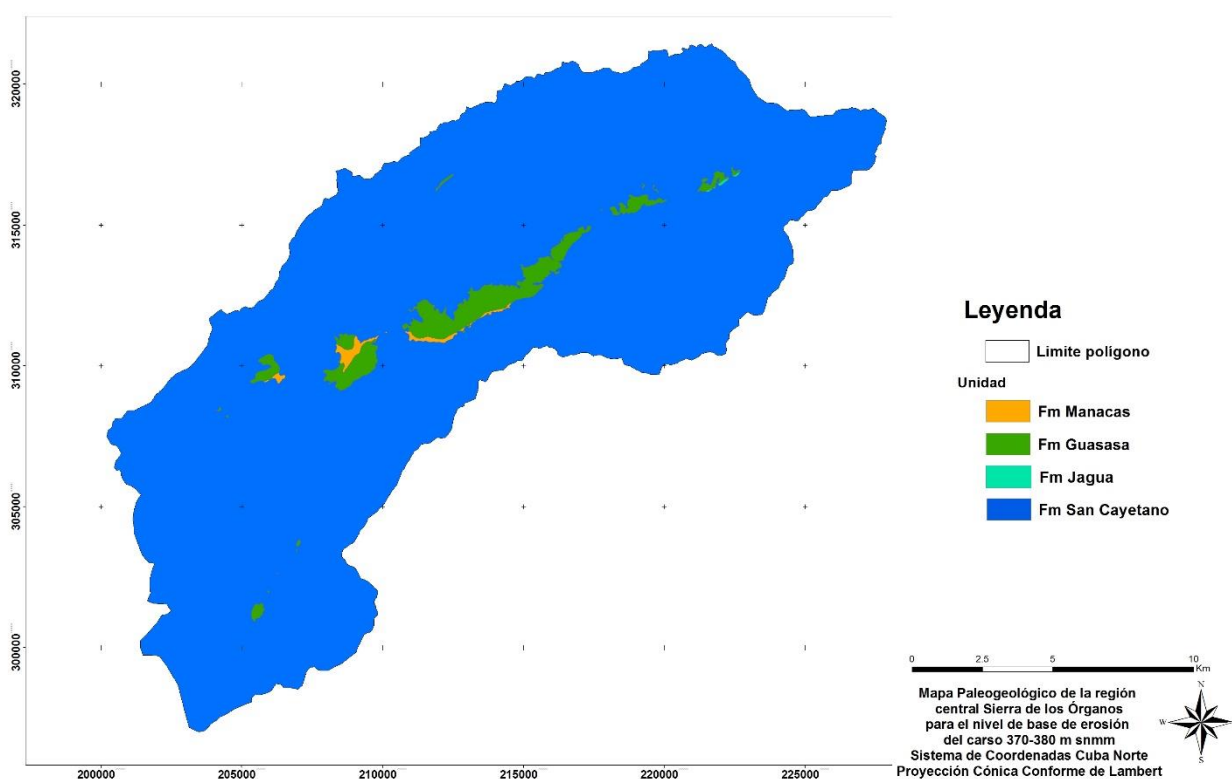 320000
315000
310000
305000
300000
200000
205000
210000
215000
220000
225000
Leyenda
Limite polígono
Unidad
Fm Manacas
Fm Guasasa
Fm Jagua
Fm San Cayetano
0 2.5 5 10
Km
Mapa Paleogeológico de la región
central Sierra de los Órganos
para el nivel de base de erosión
del carso 370-380 m snmm
Sistema de Coordenadas Cuba Norte
Proyección Cónica Conforme de Lambert
N
W E
S